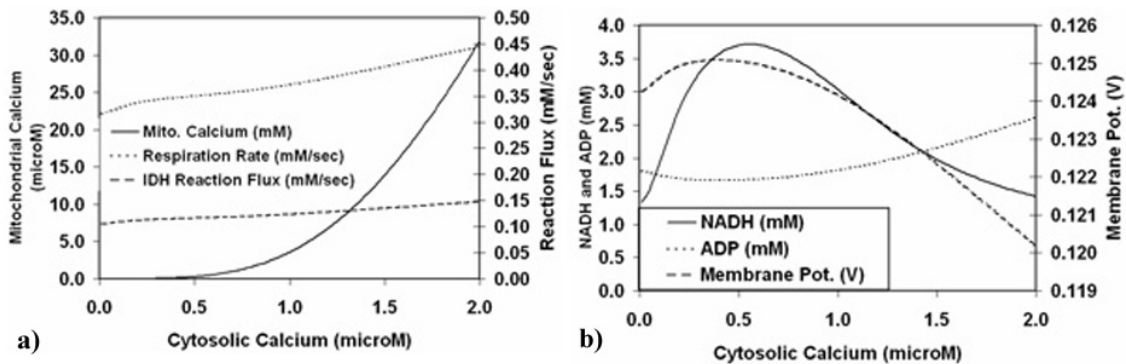 35.0
30.0
25.0
20.0
15.0
10.0
5.0
0.0
Mitochondrial Calcium
(microM)
0.50
0.45
0.40
0.35
0.30
0.25
0.20
0.15
0.10
0.05
0.00
Reaction Flux (mM/sec)
Mito. Calcium (mM)
Respiration Rate (mM/sec)
IDH Reaction Flux (mM/sec)
0.0 0.5 1.0 1.5 2.0
a) Cytosolic Calcium (microM)
4.0
3.5
3.0
2.5
2.0
1.5
1.0
0.5
0.0
NADH and ADP (mM)
0.126
0.125
0.124
0.122
0.121
0.120
0.119
Membrane Pot. (V)
NADH (mM)
ADP (mM)
Membrane Pot. (V)
0.0 0.5 1.0 1.5 2.0
b) Cytosolic Calcium (microM)